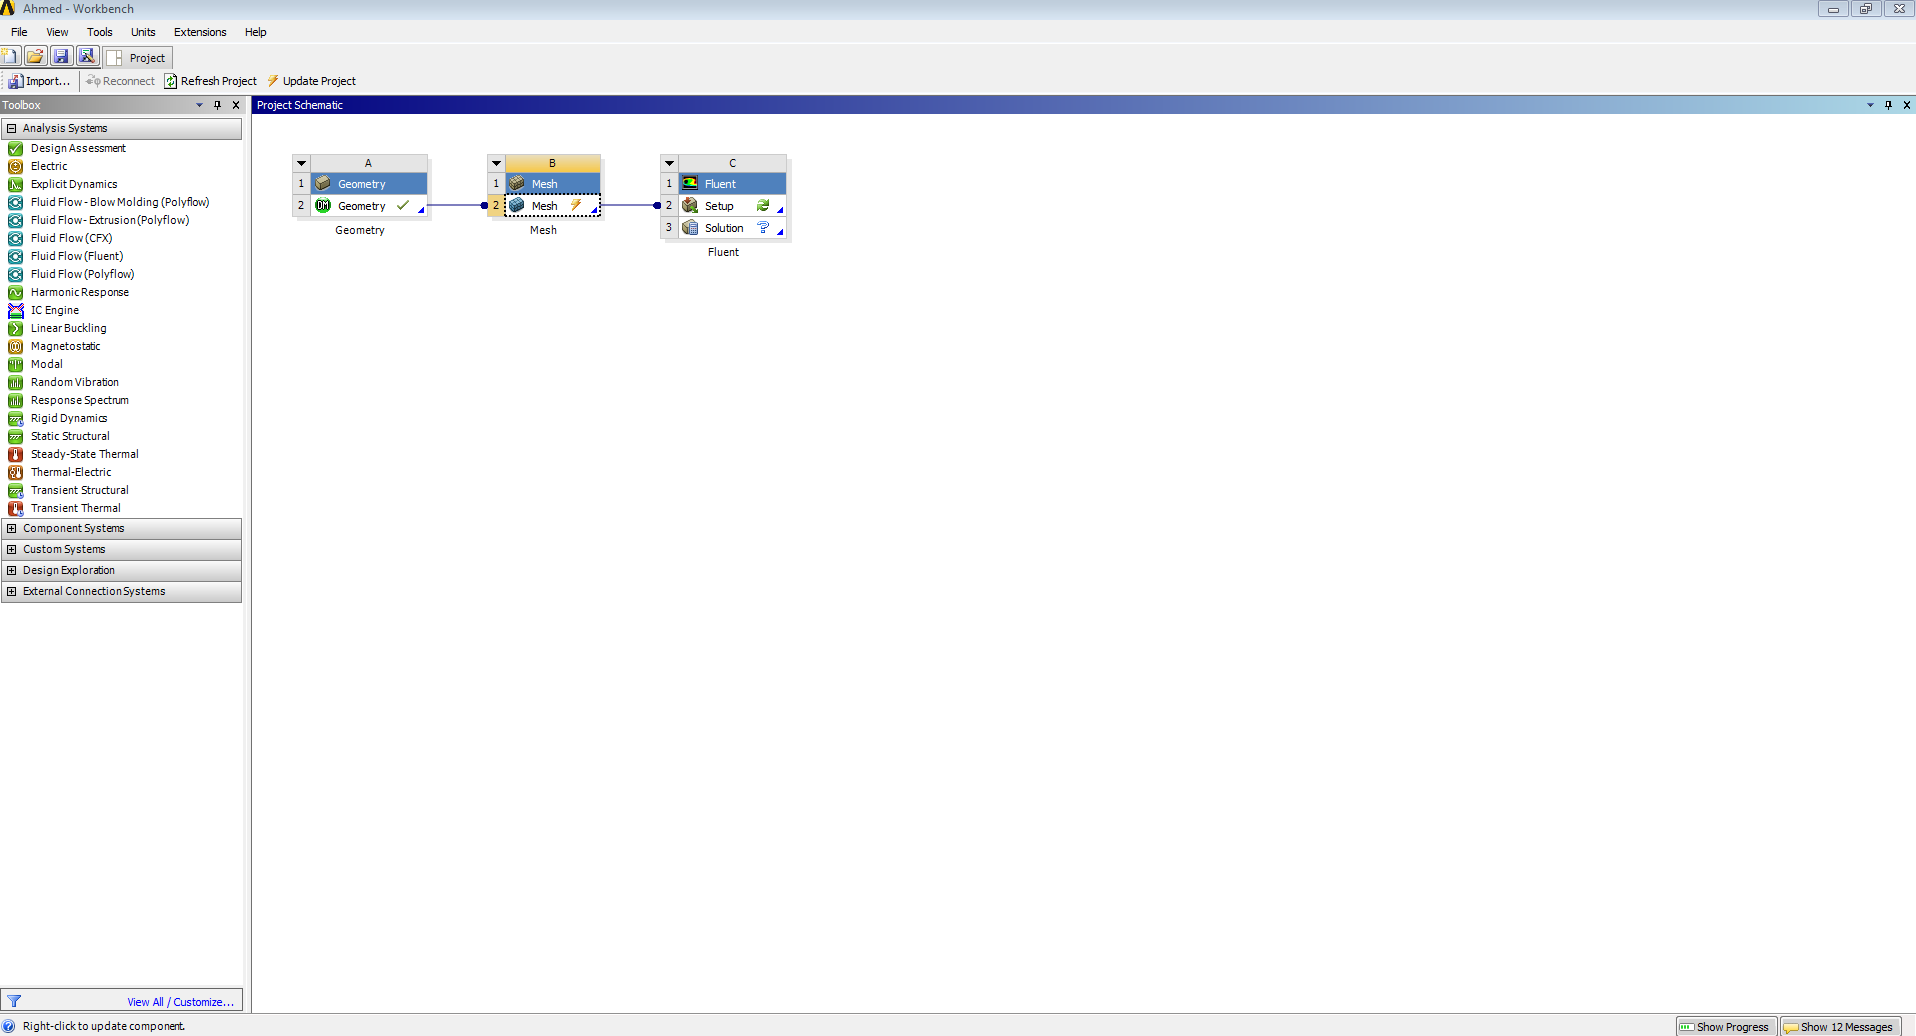 Ahmed - Workbench
File View Tools Units Extensions Help
Project
Import... Reconnect Refresh Project Update Project
Toolbox
Project Schematic
Analysis Systems
Design Assessment
Electric
Explicit Dynamics
Fluid Flow - Blow Molding (Polyflow)
Fluid Flow - Extrusion (Polyflow)
Fluid Flow (CFX)
Fluid Flow (Fluent)
Fluid Flow (Polyflow)
Harmonic Response
IC Engine
Linear Buckling
Magnetostatic
Modal
Random Vibration
Response Spectrum
Rigid Dynamics
Static Structural
Steady-State Thermal
Thermal-Electric
Transient Structural
Transient Thermal
Component Systems
Custom Systems
Design Exploration
External Connection Systems
View All / Customize...
A
1 Geometry
2 DM Geometry
Geometry
B
1 Mesh
2 Mesh
Mesh
C
1 Fluent
2 Setup
3 Solution
Fluent
Right-click to update component.
Show Progress
Show 12 Messages